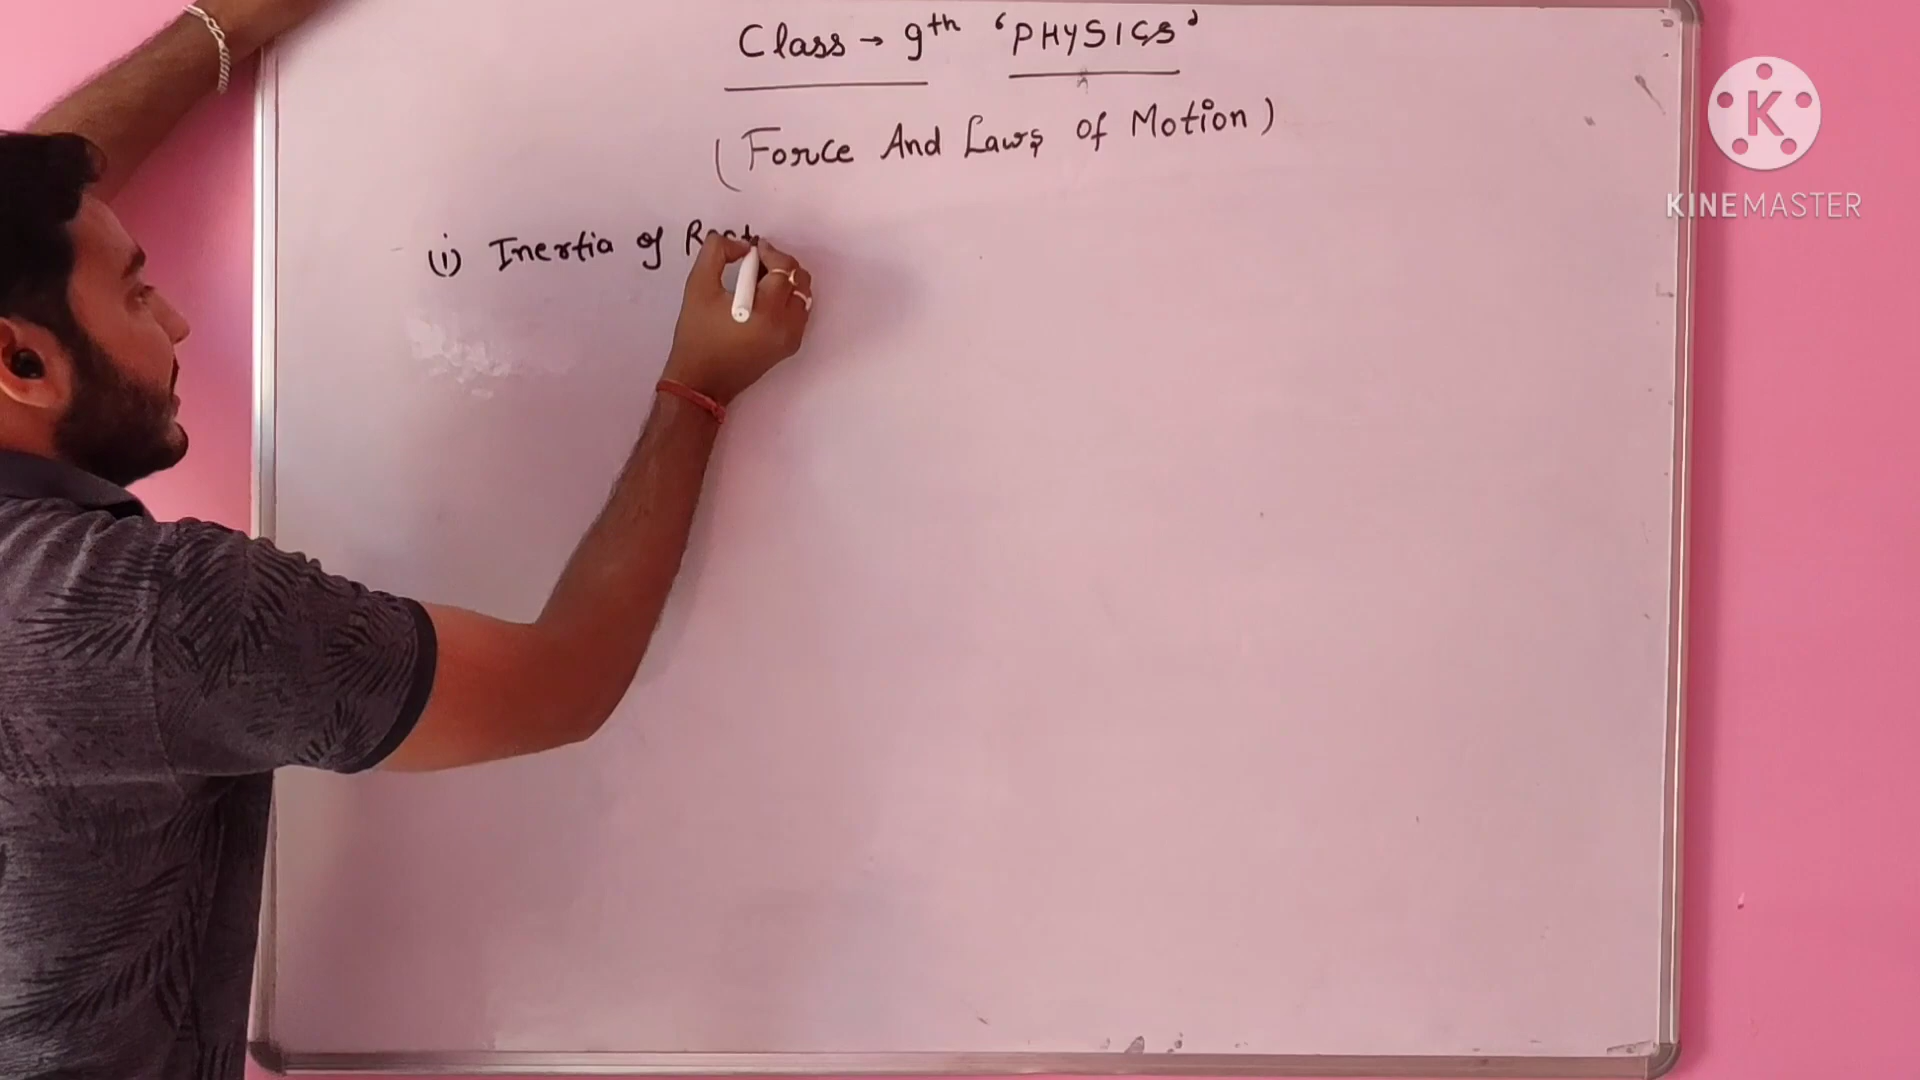 Class → 9th 'PHYSICS'
(Force And Laws of Motion)
(i) Inertia of
K
KINEMASTER